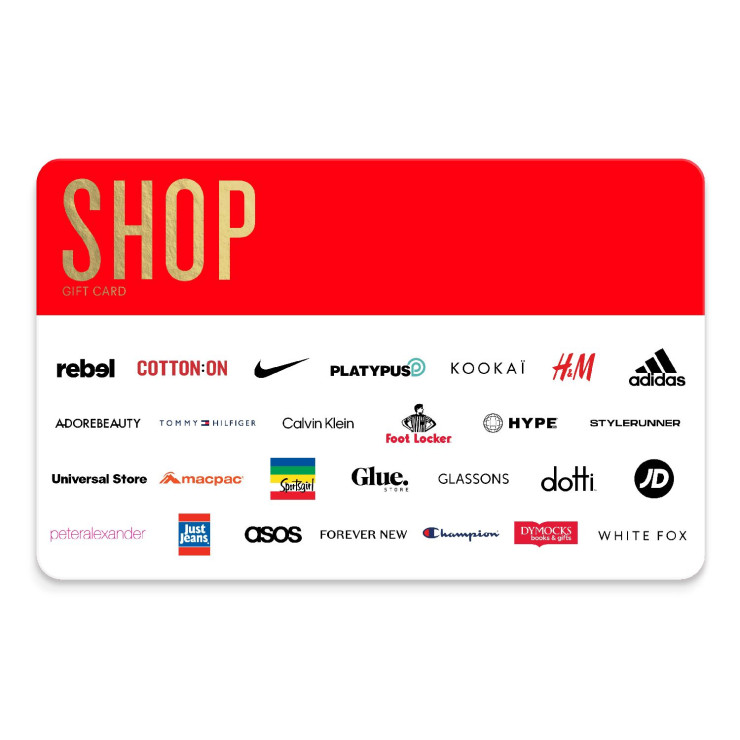 SHOP
GIFT CARD
rebel COTTON:ON PLATYPUS KOOKAÏ H&M adidas
ADOREBEAUTY TOMMY HILFIGER Calvin Klein Foot Locker HYPE STYLERUNNER
Universal Store macpac Sportsgirl Glue. STORE GLASSONS dotti JD
peteralexander Just Jeans asos FOREVER NEW Champion DYMOCKS books & gifts WHITE FOX